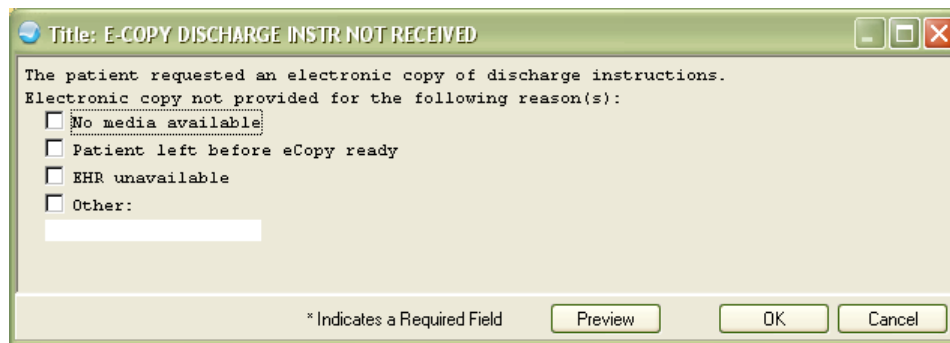 Title: E-COPY DISCHARGE INSTR NOT RECEIVED
The patient requested an electronic copy of discharge instructions.
Electronic copy not provided for the following reason(s):
No media available
Patient left before eCopy ready
EHR unavailable
Other:
* Indicates a Required Field Preview OK Cancel